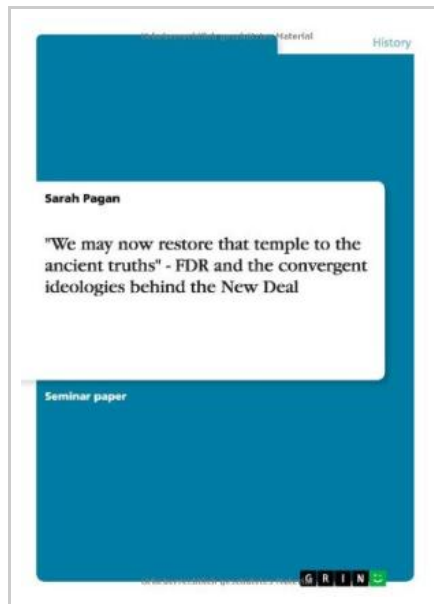 History
Sarah Pagan
"We may now restore that temple to the
ancient truths" - FDR and the convergent
ideologies behind the New Deal
Seminar paper
GRIN